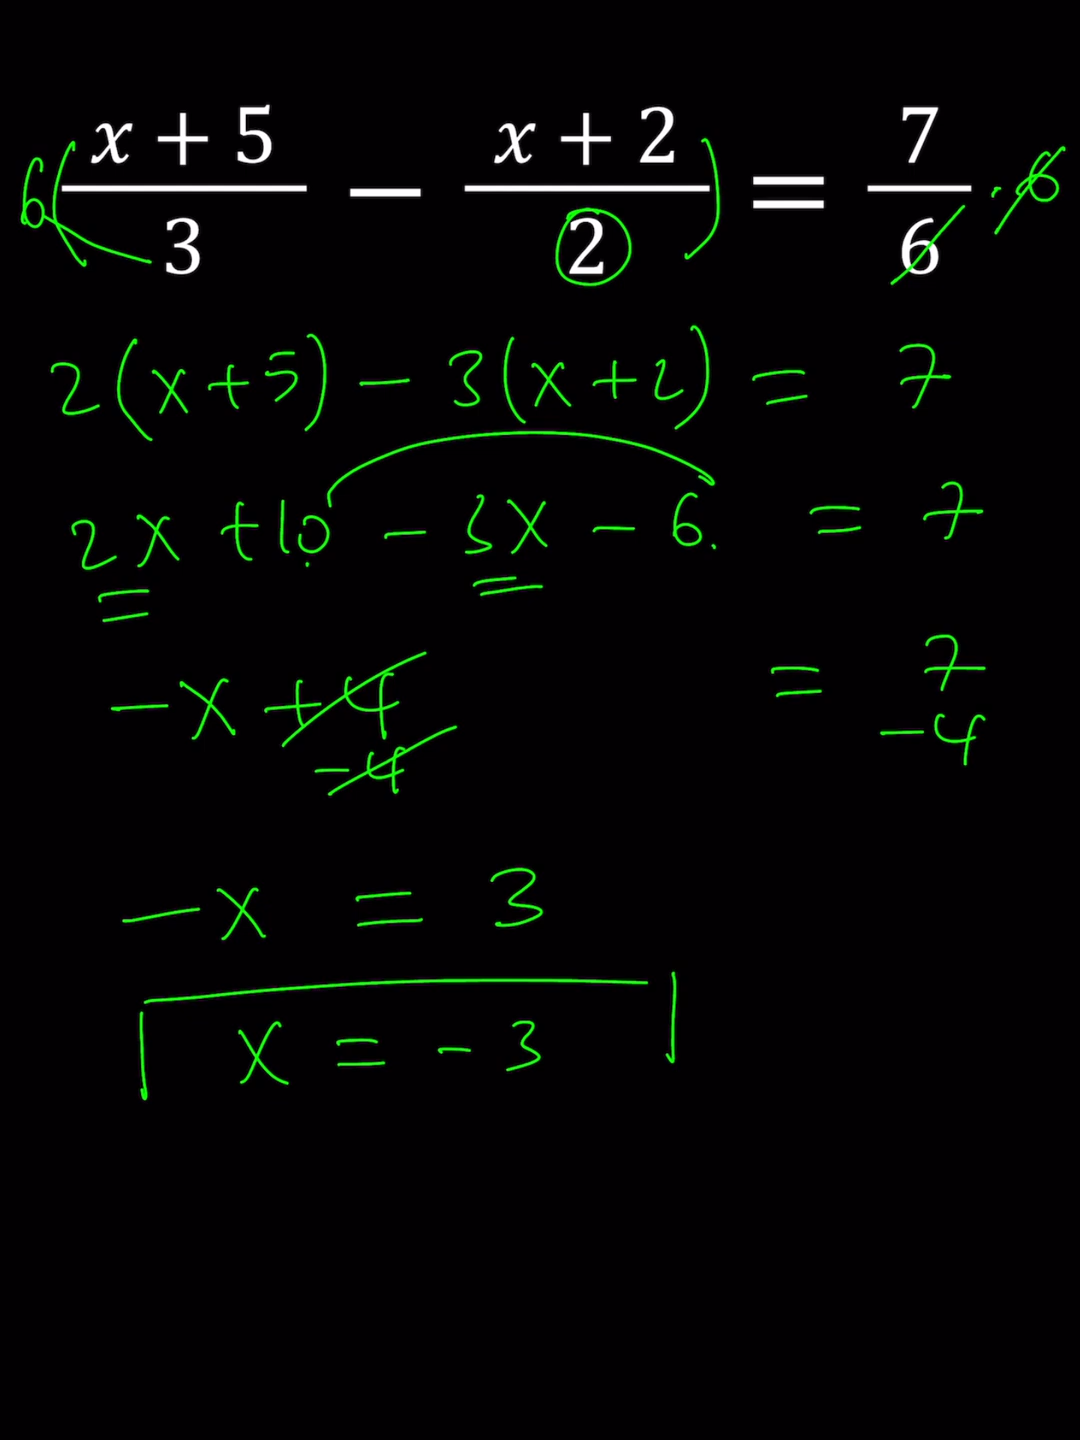 6(x + 5/3 − x + 2/2) = 7/6 · 6
2(x+5) − 3(x+2) = 7
2x +10 − 3x − 6 = 7
−x +4 = 7
−4 −4
−x = 3
x = −3